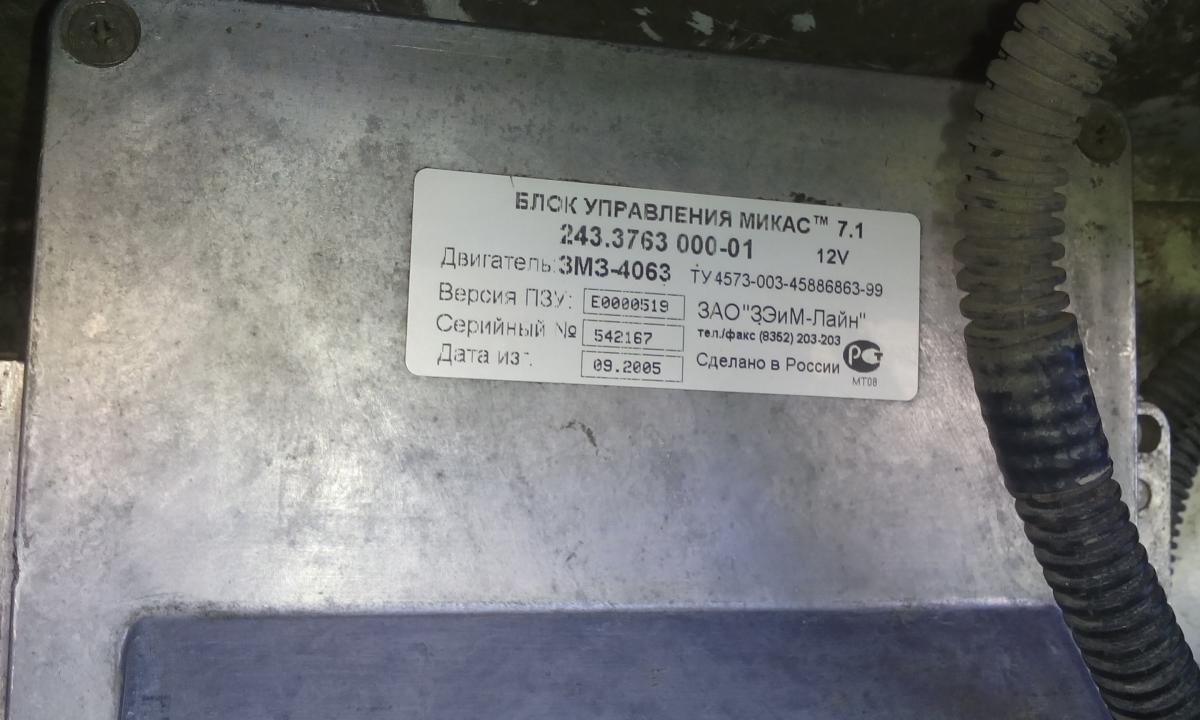 БЛОК УПРАВЛЕНИЯ МИКАС™ 7.1
243.3763 000-01 12V
Двигатель: ЗМЗ-4063 ТУ 4573-003-45886863-99
Версия ПЗУ: E0000519 ЗАО"ЗЭиМ-Лайн"
Серийный № 542167 тел./факс (8352) 203-203
Дата изг. 09.2005 Сделано в России РСТ
МТ08